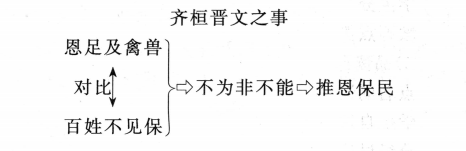 齐桓晋文之事
恩足及禽兽
对比
百姓不见保
⇨不为非不能⇨推恩保民